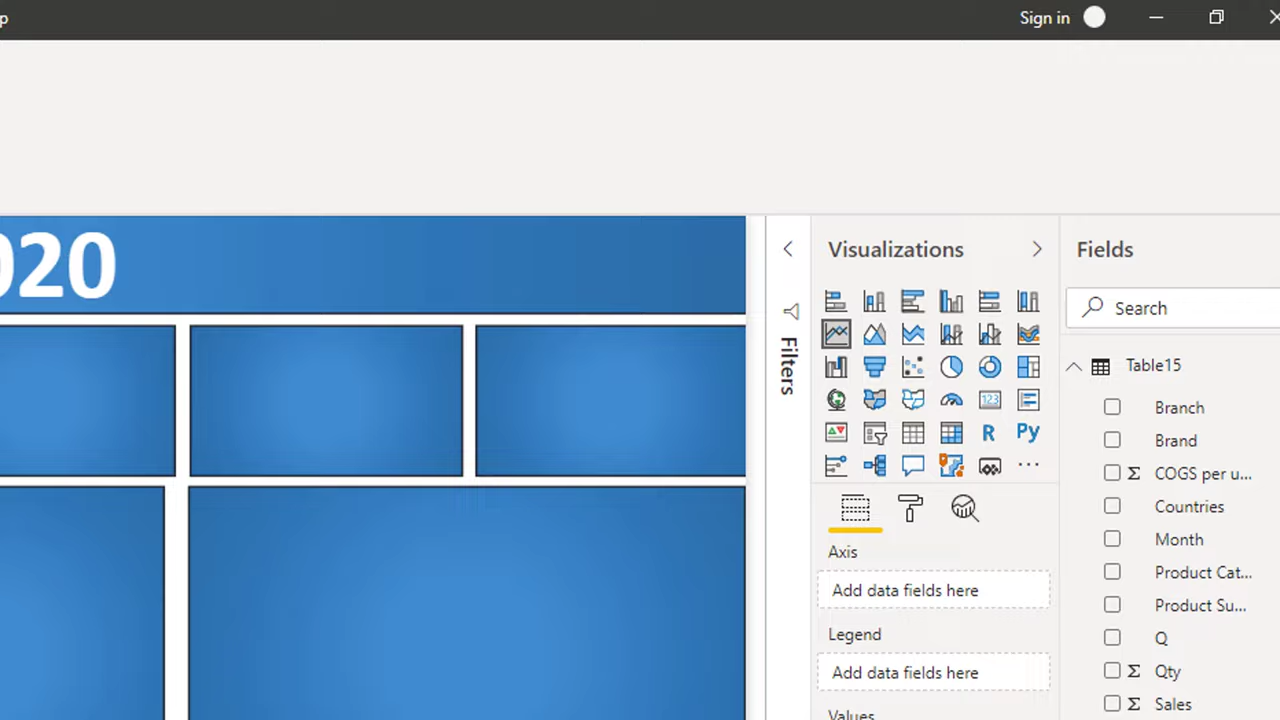 p
Sign in
020
Visualizations
Fields
Search
Filters
Table15
123
Branch
Brand
R
Py
COGS per u...
Countries
Month
Axis
Product Cat...
Add data fields here
Product Su...
Legend
Q
Add data fields here
Qty
Sales
Values